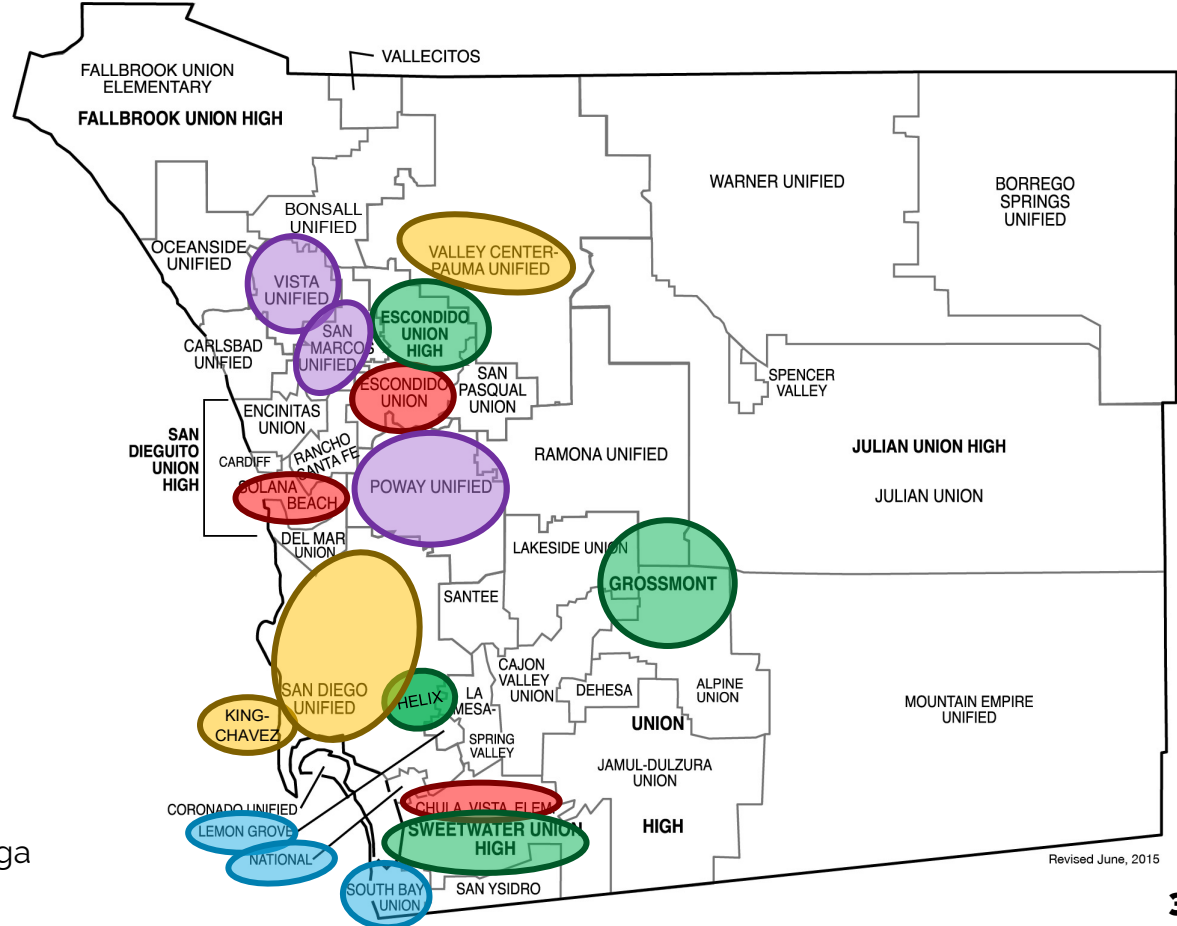 VALLECITOS
FALLBROOK UNION
ELEMENTARY
FALLBROOK UNION HIGH
WARNER UNIFIED
BORREGO
SPRINGS
UNIFIED
BONSALL
UNIFIED
OCEANSIDE
UNIFIED
VALLEY CENTER-
PAUMA UNIFIED
VISTA
UNIFIED
ESCONDIDO
UNION
HIGH
SAN
MARCOS
UNIFIED
CARLSBAD
UNIFIED
SAN
PASQUAL
UNION
SPENCER
VALLEY
ESCONDIDO
UNION
ENCINITAS
UNION
SAN
DIEGUITO
UNION
HIGH
RANCHO
SANTA FE
CARDIFF
RAMONA UNIFIED
JULIAN UNION HIGH
JULIAN UNION
SOLANA
BEACH
POWAY UNIFIED
DEL MAR
UNION
LAKESIDE UNION
GROSSMONT
SANTEE
CAJON
VALLEY
UNION
DEHESA
ALPINE
UNION
SAN DIEGO
UNIFIED
HELIX
LA
MESA-
SPRING
VALLEY
KING-
CHAVEZ
UNION
MOUNTAIN EMPIRE
UNIFIED
JAMUL-DULZURA
UNION
CORONADO UNIFIED
CHULA VISTA ELEM.
LEMON GROVE
SWEETWATER UNION
HIGH
HIGH
NATIONAL
SOUTH BAY
UNION
SAN YSIDRO
Revised June, 2015
ga
3